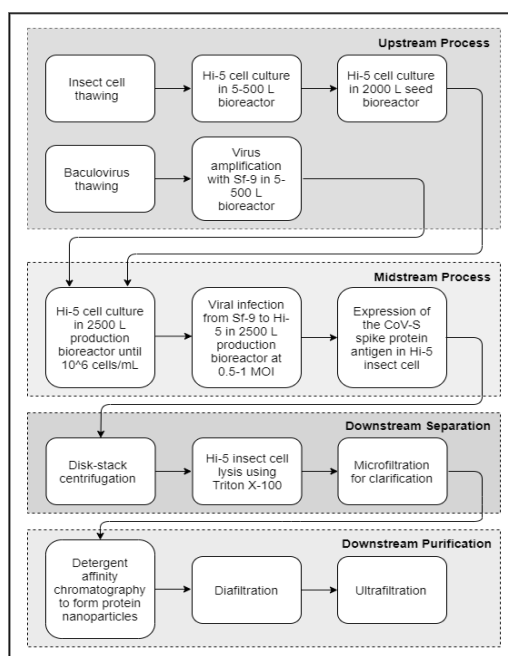 Upstream Process
Insect cell
thawing
Hi-5 cell culture
in 5-500 L
bioreactor
Hi-5 cell culture
in 2000 L seed
bioreactor
Baculovirus
thawing
Virus
amplification
with Sf-9 in 5-
500 L
bioreactor
Midstream Process
Hi-5 cell culture
in 2500 L
production
bioreactor until
10^6 cells/mL
Viral infection
from Sf-9 to Hi-
5 in 2500 L
production
bioreactor at
0.5-1 MOI
Expression of
the CoV-S
spike protein
antigen in Hi-5
insect cell
Downstream Separation
Disk-stack
centrifugation
Hi-5 insect cell
lysis using
Triton X-100
Microfiltration
for clarification
Downstream Purification
Detergent
affinity
chromatography
to form protein
nanoparticles
Diafiltration
Ultrafiltration